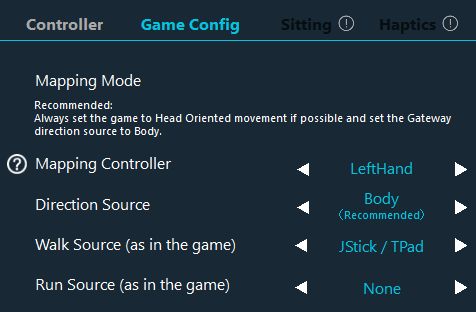 Controller Game Config Sitting Haptics
Mapping Mode
Recommended:
Always set the game to Head Oriented movement if possible and set the Gateway
direction source to Body.
Mapping Controller LeftHand
Direction Source Body
(Recommended)
Walk Source (as in the game) JStick / TPad
Run Source (as in the game) None